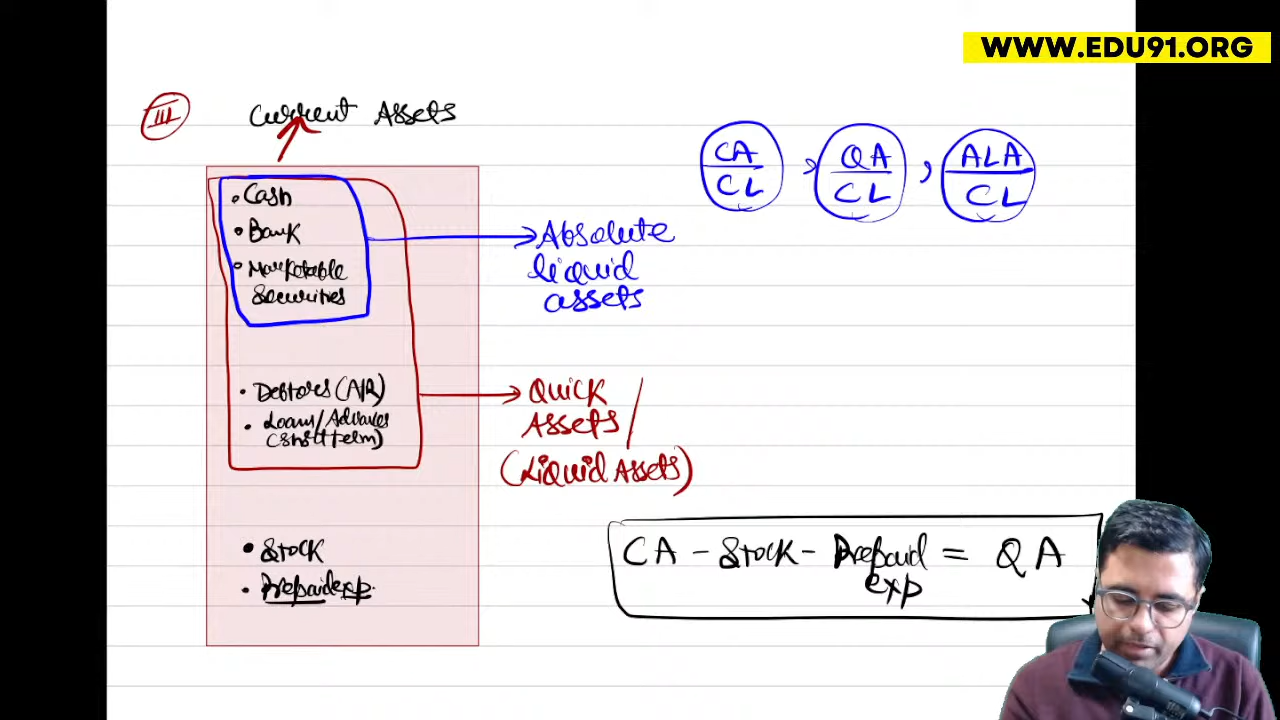 WWW.EDU91.ORG
III
Current Assets
CA
CL
,
QA
CL
,
ALA
CL
• Cash
• Bank
• Marketable
Securities
Absolute
liquid
assets
• Debtores (A/R)
• Loans/Advances
(short term)
Quick
Assets /
(Liquid Assets)
• Stock
• Prepaid exp.
CA - Stock - Prepaid = QA
exp